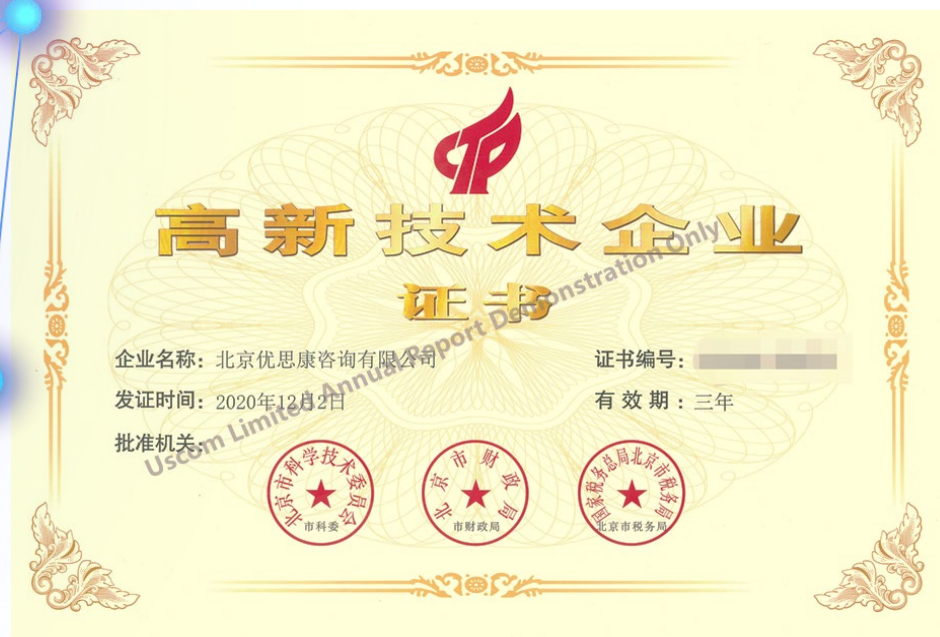 高新技术企业
证书
企业名称：北京优思康咨询有限公司
证书编号：
发证时间：2020年12月2日
有效期：三年
批准机关：
北京市科学技术委员会
市科委
北京市财政局
市财政局
国家税务总局北京市税务局
北京市税务局
Uscom Limited Annual Report Demonstration Only